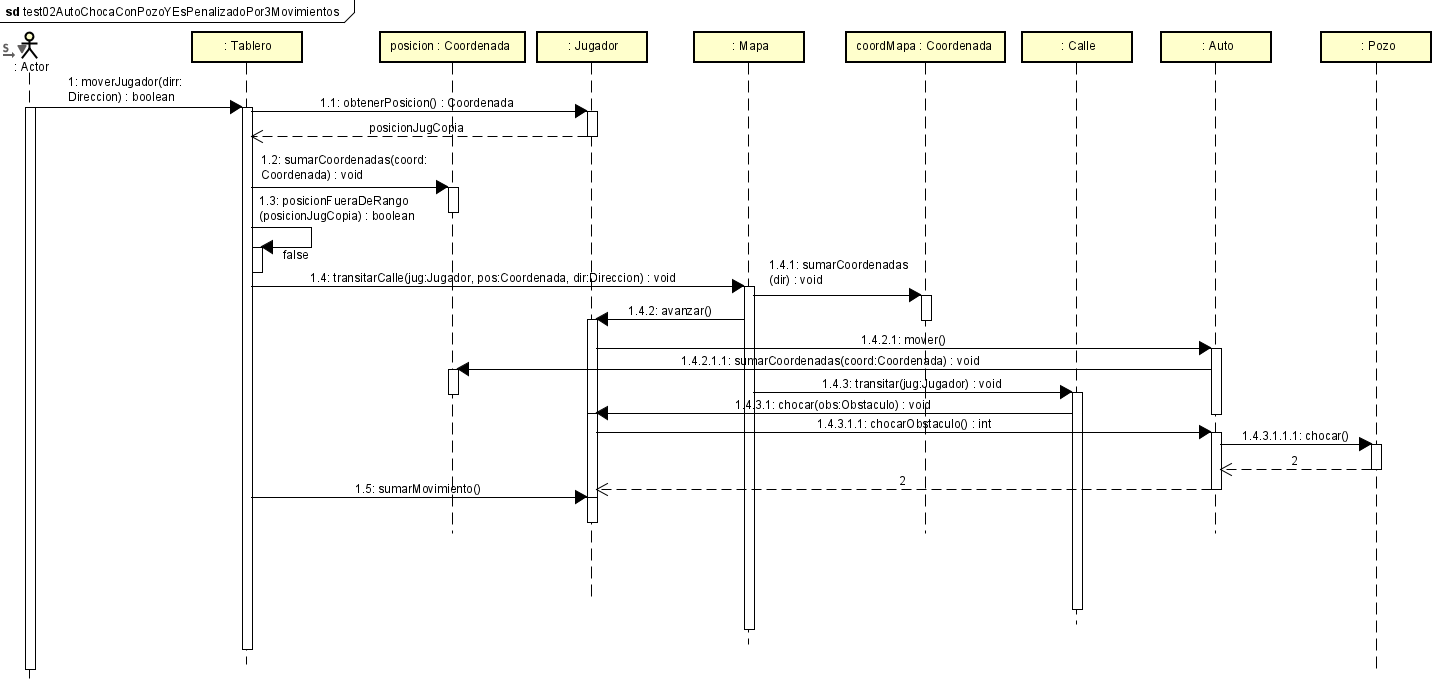 sd test02AutoChocaConPozoYEsPenalizadoPor3Movimientos
S
: Actor
: Tablero
posicion : Coordenada
: Jugador
: Mapa
coordMapa : Coordenada
: Calle
: Auto
: Pozo
1: moverJugador(dirr:
Direccion) : boolean
1.1: obtenerPosicion() : Coordenada
posicionJugCopia
1.2: sumarCoordenadas(coord:
Coordenada) : void
1.3: posicionFueraDeRango
(posicionJugCopia) : boolean
false
1.4: transitarCalle(jug:Jugador, pos:Coordenada, dir:Direccion) : void
1.4.1: sumarCoordenadas
(dir) : void
1.4.2: avanzar()
1.4.2.1: mover()
1.4.2.1.1: sumarCoordenadas(coord:Coordenada) : void
1.4.3: transitar(jug:Jugador) : void
1.4.3.1: chocar(obs:Obstaculo) : void
1.4.3.1.1: chocarObstaculo() : int
1.4.3.1.1.1: chocar()
2
2
1.5: sumarMovimiento()